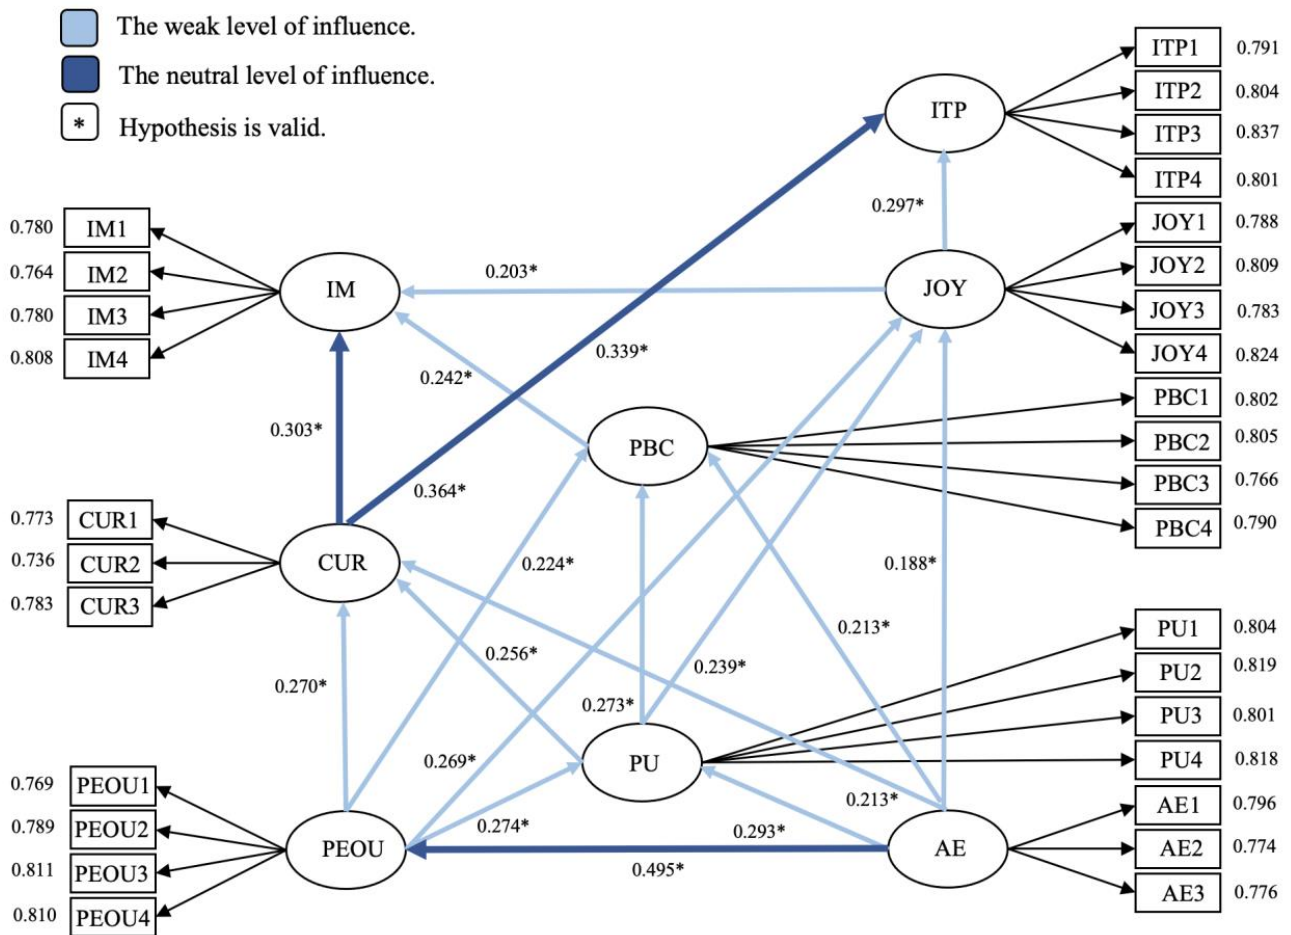 The weak level of influence.
The neutral level of influence.
* Hypothesis is valid.
ITP
ITP1 0.791
ITP2 0.804
ITP3 0.837
ITP4 0.801
0.297*
0.780 IM1
0.764 IM2
0.780 IM3
0.808 IM4
IM
0.203*
JOY
JOY1 0.788
JOY2 0.809
JOY3 0.783
JOY4 0.824
0.339*
0.242*
0.303*
PBC
PBC1 0.802
PBC2 0.805
PBC3 0.766
PBC4 0.790
0.364*
0.773 CUR1
0.736 CUR2
0.783 CUR3
CUR
0.224*
0.188*
0.213*
0.256*
0.239*
0.270*
0.273*
PU
PU1 0.804
PU2 0.819
PU3 0.801
PU4 0.818
0.269*
0.213*
0.274*
0.293*
0.495*
0.769 PEOU1
0.789 PEOU2
0.811 PEOU3
0.810 PEOU4
PEOU
AE
AE1 0.796
AE2 0.774
AE3 0.776